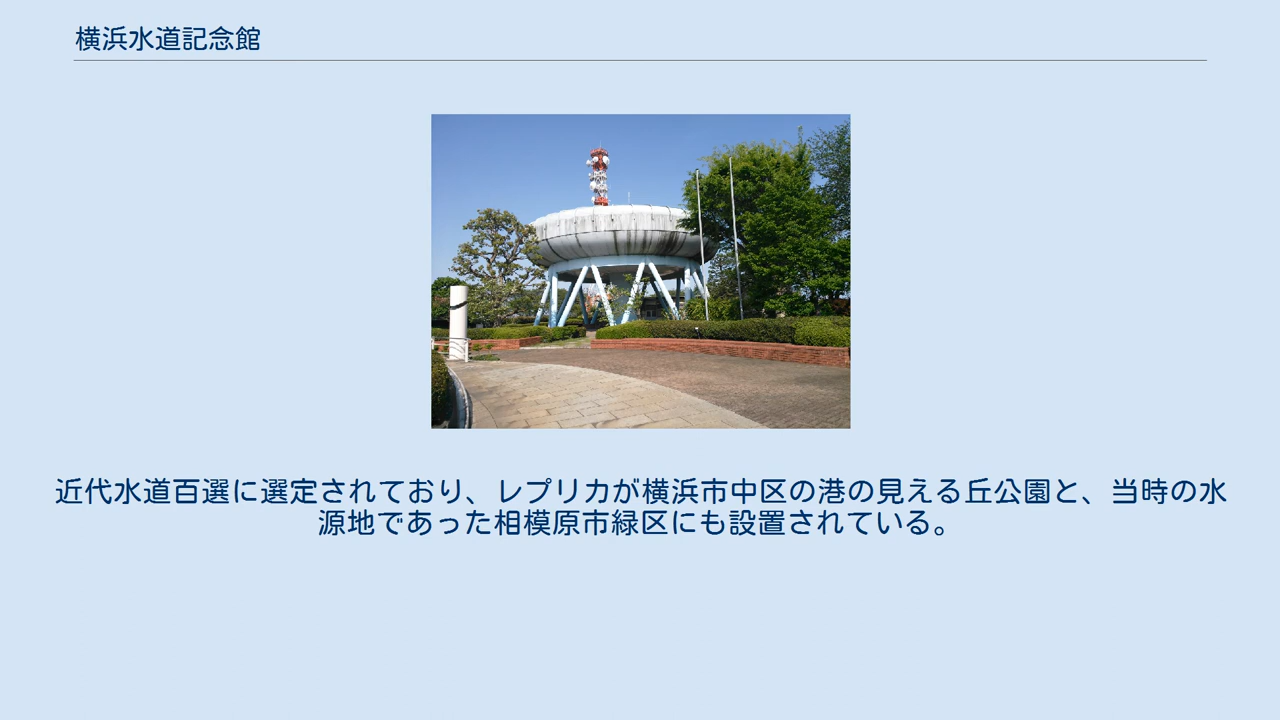 横浜水道記念館
近代水道百選に選定されており、レプリカが横浜市中区の港の見える丘公園と、当時の水
源地であった相模原市緑区にも設置されている。